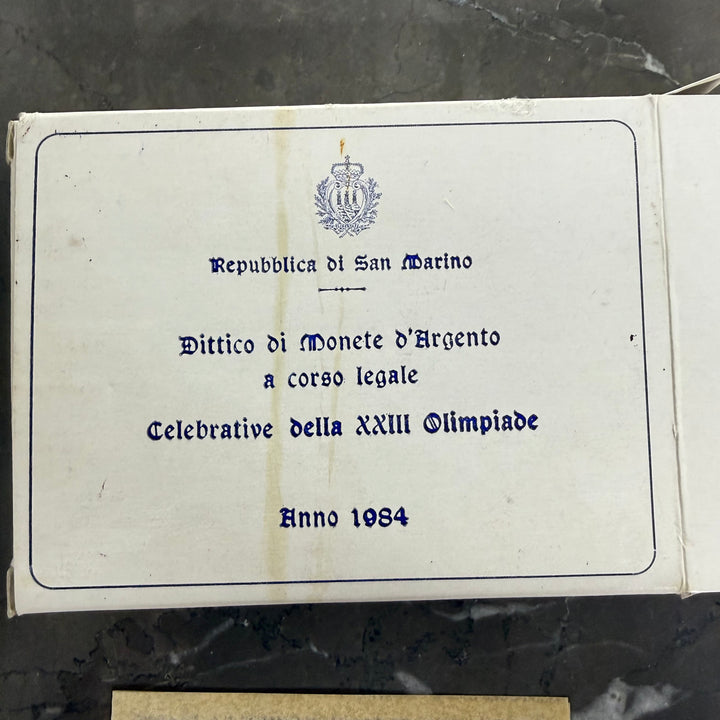 Repubblica di San Marino
Dittico di Monete d'Argento
a corso legale
Celebrative della XXIII Olimpiade
Anno 1984